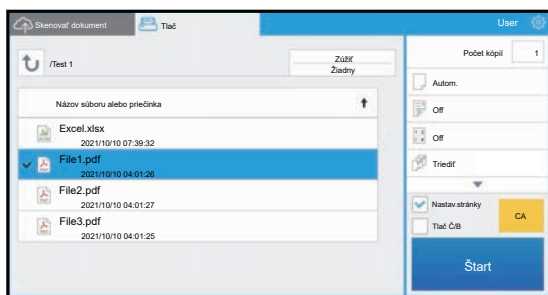 Skenovať dokument
Tlač
User
/Test 1
Zúžiť
Žiadny
Počet kópií 1
Názov súboru alebo priečinka
Autom.
Excel.xlsx
2021/10/10 07:39:32
Off
File1.pdf
2021/10/10 04:01:26
Off
File2.pdf
2021/10/10 04:01:27
Triediť
File3.pdf
2021/10/10 04:01:25
Nastav.stránky
Tlač Č/B
CA
Štart